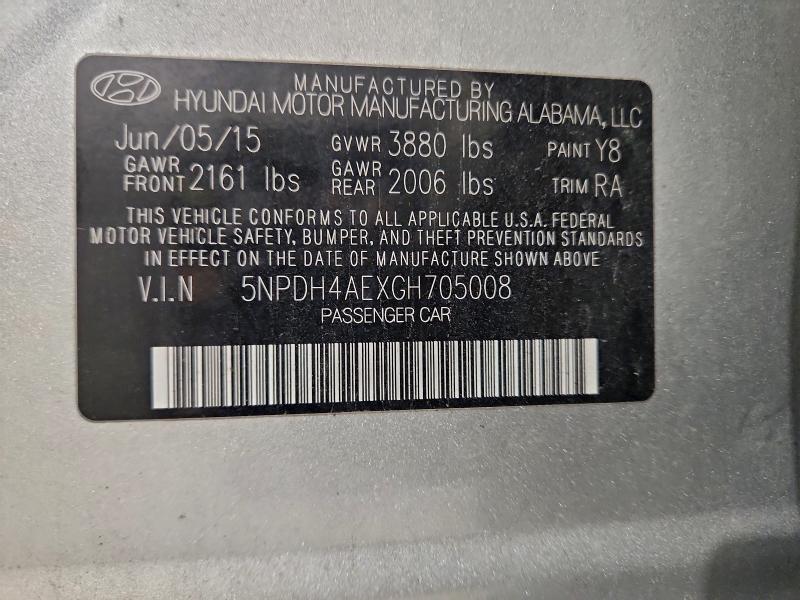 MANUFACTURED BY
HYUNDAI MOTOR MANUFACTURING ALABAMA, LLC
Jun/05/15 GVWR 3880 lbs PAINT Y8
GAWR FRONT 2161 lbs GAWR REAR 2006 lbs TRIM RA
THIS VEHICLE CONFORMS TO ALL APPLICABLE U.S.A. FEDERAL
MOTOR VEHICLE SAFETY, BUMPER, AND THEFT PREVENTION STANDARDS
IN EFFECT ON THE DATE OF MANUFACTURE SHOWN ABOVE
V.I.N 5NPDH4AEXGH705008
PASSENGER CAR